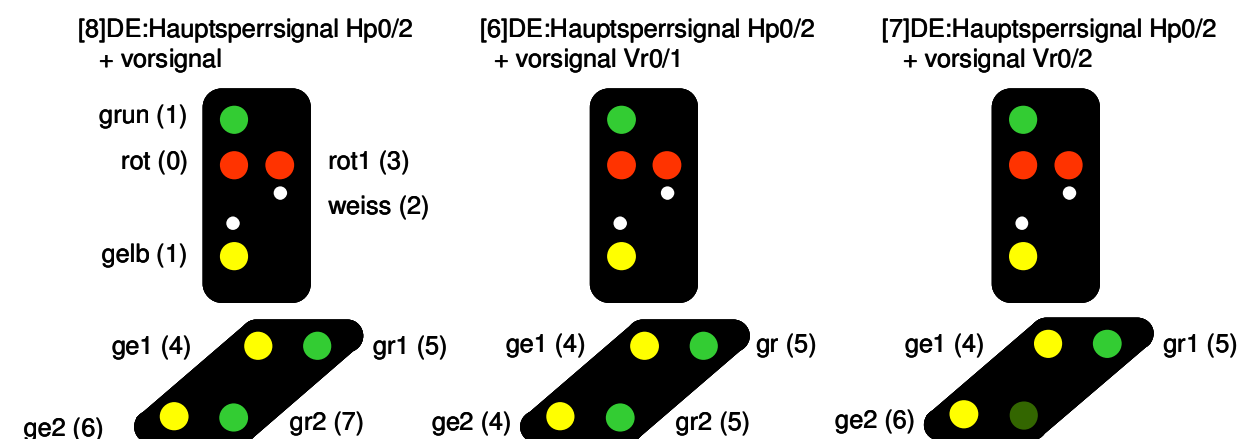 [8]DE:Hauptsperrsignal Hp0/2
+ vorsignal
[6]DE:Hauptsperrsignal Hp0/2
+ vorsignal Vr0/1
[7]DE:Hauptsperrsignal Hp0/2
+ vorsignal Vr0/2
grun (1)
rot (0)
rot1 (3)
weiss (2)
gelb (1)
ge1 (4)
gr1 (5)
ge2 (6)
gr2 (7)
ge1 (4)
gr (5)
ge2 (4)
gr2 (5)
ge1 (4)
gr1 (5)
ge2 (6)